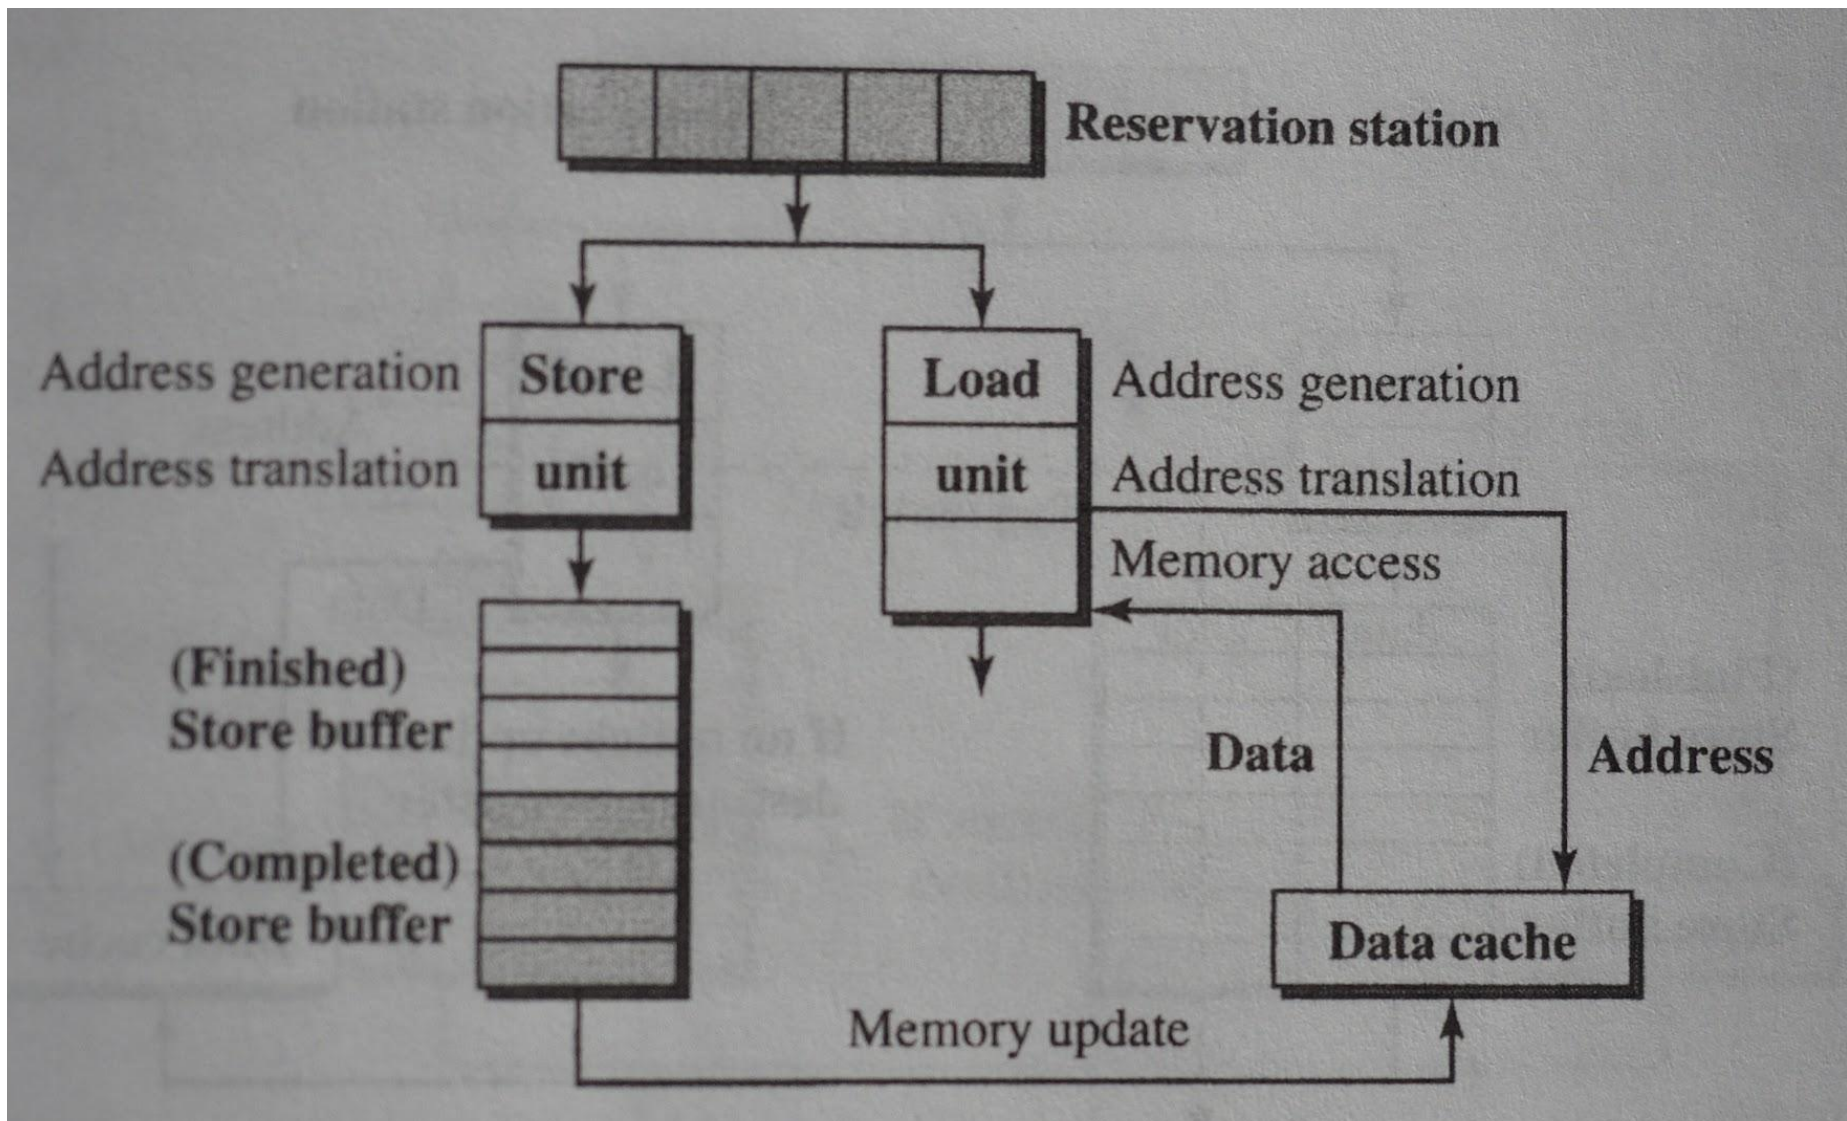 Reservation station
Address generation
Store
Load
Address generation
Address translation
unit
unit
Address translation
Memory access
(Finished)
Store buffer
Data
Address
(Completed)
Store buffer
Data cache
Memory update